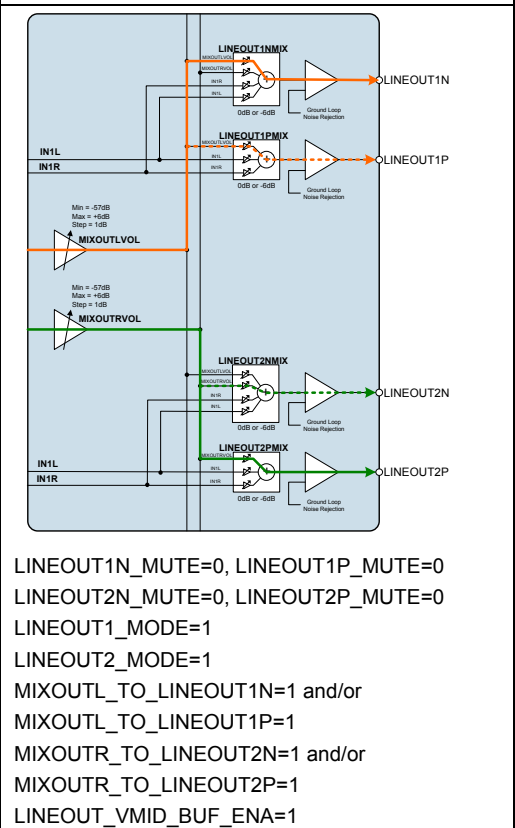 LINEOUT1NMIX
MIXOUTLVOL
MIXOUTRVOL
IN1R
IN1L
0dB or -6dB
Ground Loop
Noise Rejection
LINEOUT1N
LINEOUT1PMIX
MIXOUTLVOL
IN1L
IN1R
0dB or -6dB
Ground Loop
Noise Rejection
LINEOUT1P
IN1L
IN1R
Min = -57dB
Max = +6dB
Step = 1dB
MIXOUTLVOL
Min = -57dB
Max = +6dB
Step = 1dB
MIXOUTRVOL
LINEOUT2NMIX
MIXOUTLVOL
MIXOUTRVOL
IN1R
IN1L
0dB or -6dB
Ground Loop
Noise Rejection
LINEOUT2N
LINEOUT2PMIX
MIXOUTRVOL
IN1L
IN1R
0dB or -6dB
Ground Loop
Noise Rejection
LINEOUT2P
IN1L
IN1R
LINEOUT1N_MUTE=0, LINEOUT1P_MUTE=0
LINEOUT2N_MUTE=0, LINEOUT2P_MUTE=0
LINEOUT1_MODE=1
LINEOUT2_MODE=1
MIXOUTL_TO_LINEOUT1N=1 and/or
MIXOUTL_TO_LINEOUT1P=1
MIXOUTR_TO_LINEOUT2N=1 and/or
MIXOUTR_TO_LINEOUT2P=1
LINEOUT_VMID_BUF_ENA=1